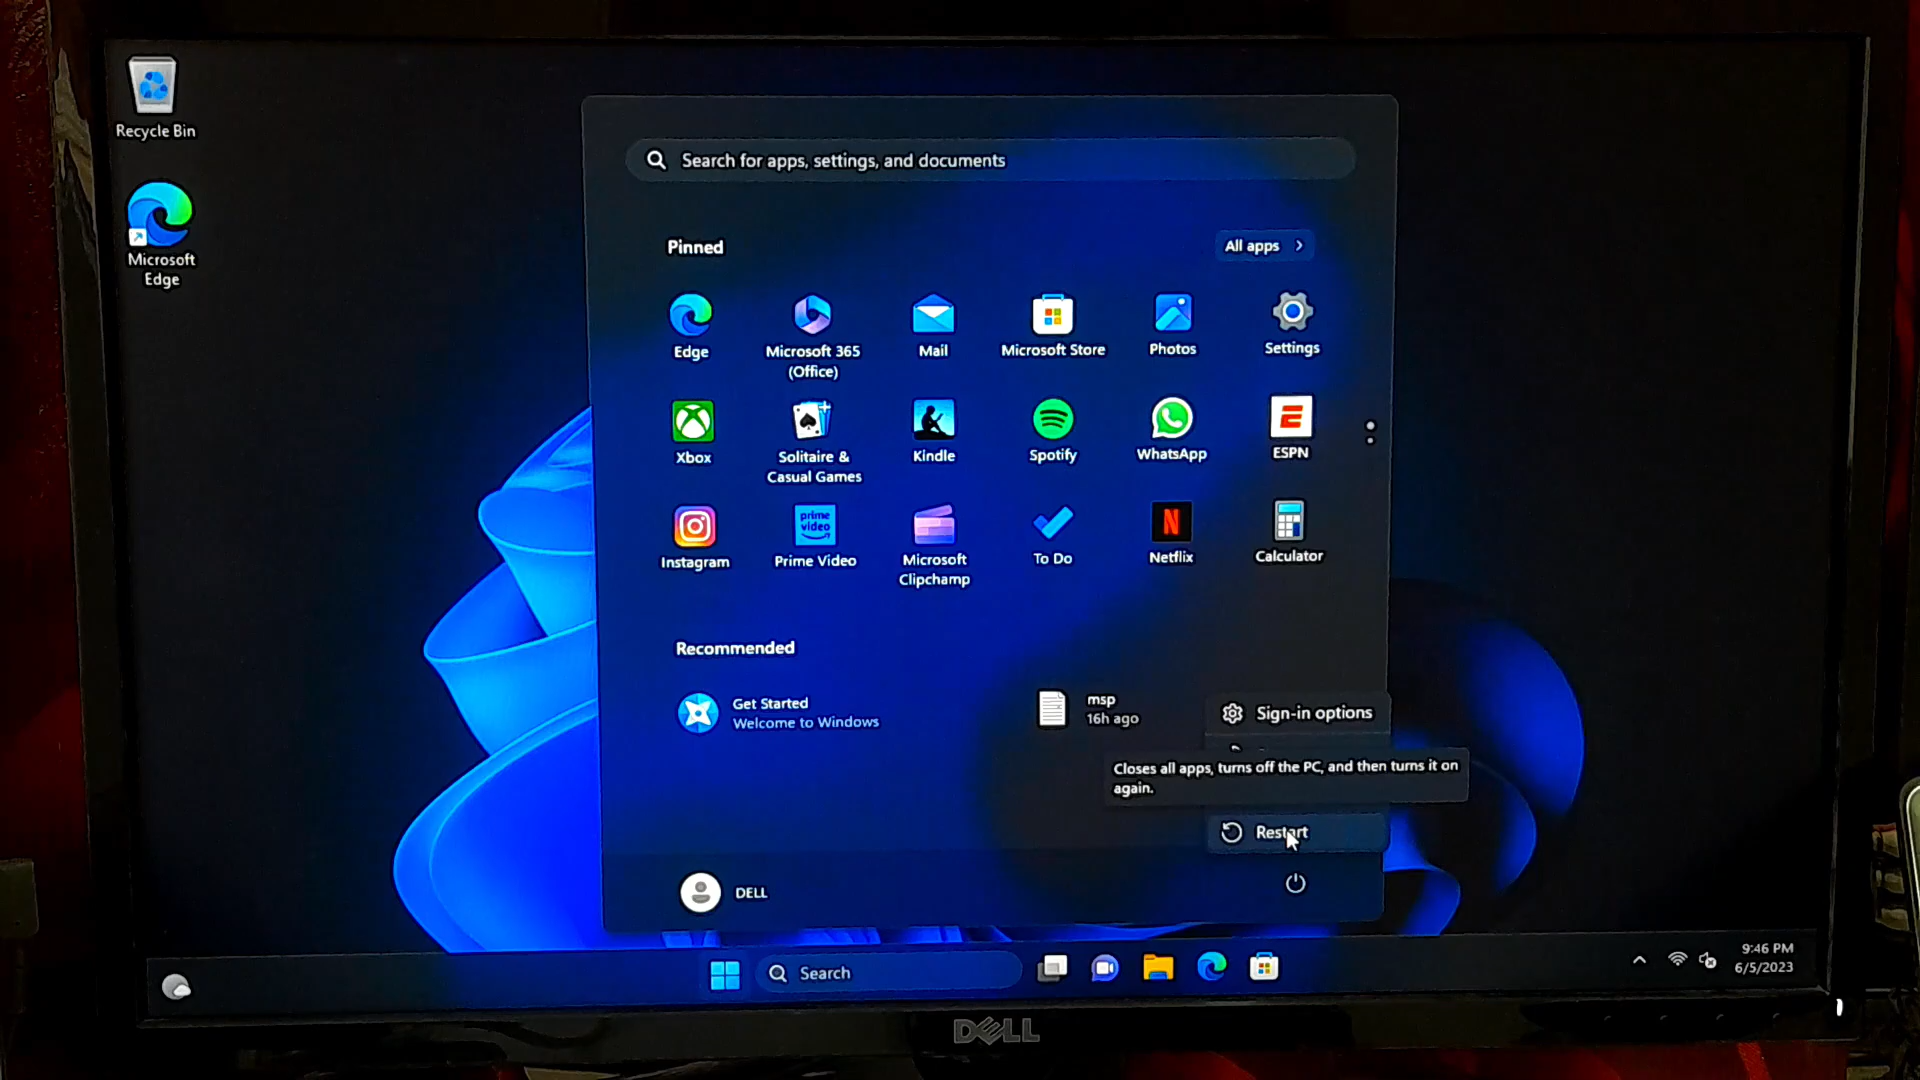 Recycle Bin
Microsoft
Edge
Search for apps, settings, and documents
Pinned
All apps
Edge
Microsoft 365
(Office)
Mail
Microsoft Store
Photos
Settings
Xbox
Solitaire &
Casual Games
Kindle
Spotify
WhatsApp
ESPN
Instagram
prime
video
Prime Video
Microsoft
Clipchamp
To Do
Netflix
Calculator
Recommended
Get Started
Welcome to Windows
msp
16h ago
Sign-in options
Closes all apps, turns off the PC, and then turns it on
again.
Restart
DELL
Search
9:46 PM
6/5/2023
DELL